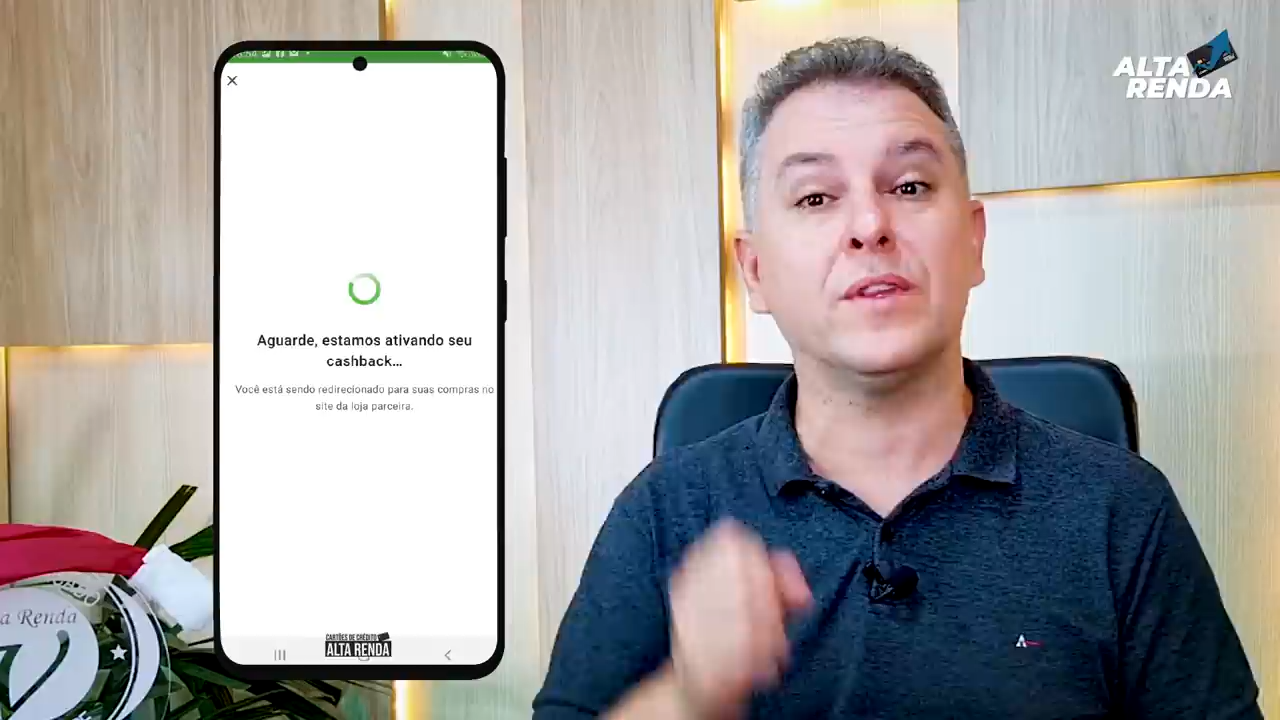 ALTA
RENDA
Aguarde, estamos ativando seu
cashback...
Você está sendo redirecionado para suas compras no
site da loja parceira.
CARTÕES DE CRÉDITO
ALTA RENDA
a Renda